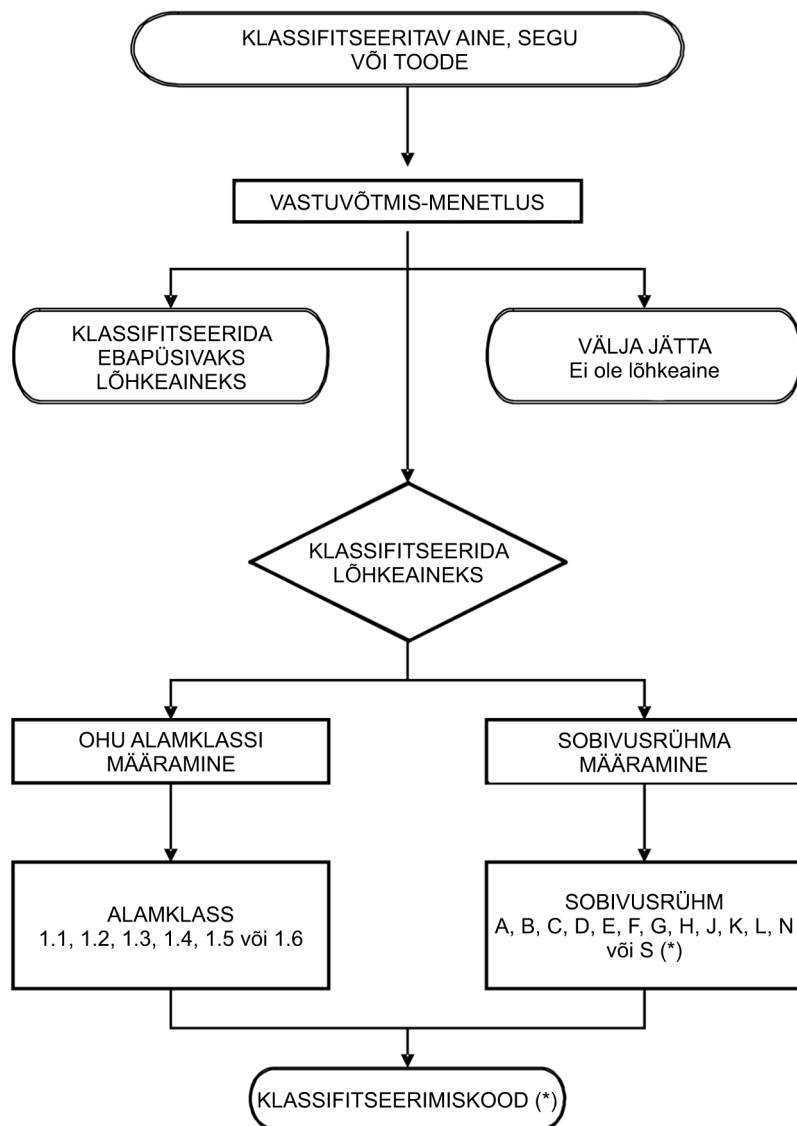 KLASSIFITSEERITAV AINE, SEGU
VÕI TOODE
VASTUVÕTMIS-MENETLUS
KLASSIFITSEERIDA
EBAPÜSIVAKS
LÕHKEAINEKS
VÄLJA JÄTTA
Ei ole lõhkeaine
KLASSIFITSEERIDA
LÕHKEAINEKS
OHU ALAMKLASSI
MÄÄRAMINE
SOBIVUSRÜHMA
MÄÄRAMINE
ALAMKLASS
1.1, 1.2, 1.3, 1.4, 1.5 või 1.6
SOBIVUSRÜHM
A, B, C, D, E, F, G, H, J, K, L, N
või S (*)
KLASSIFITSEERIMISKOOD (*)